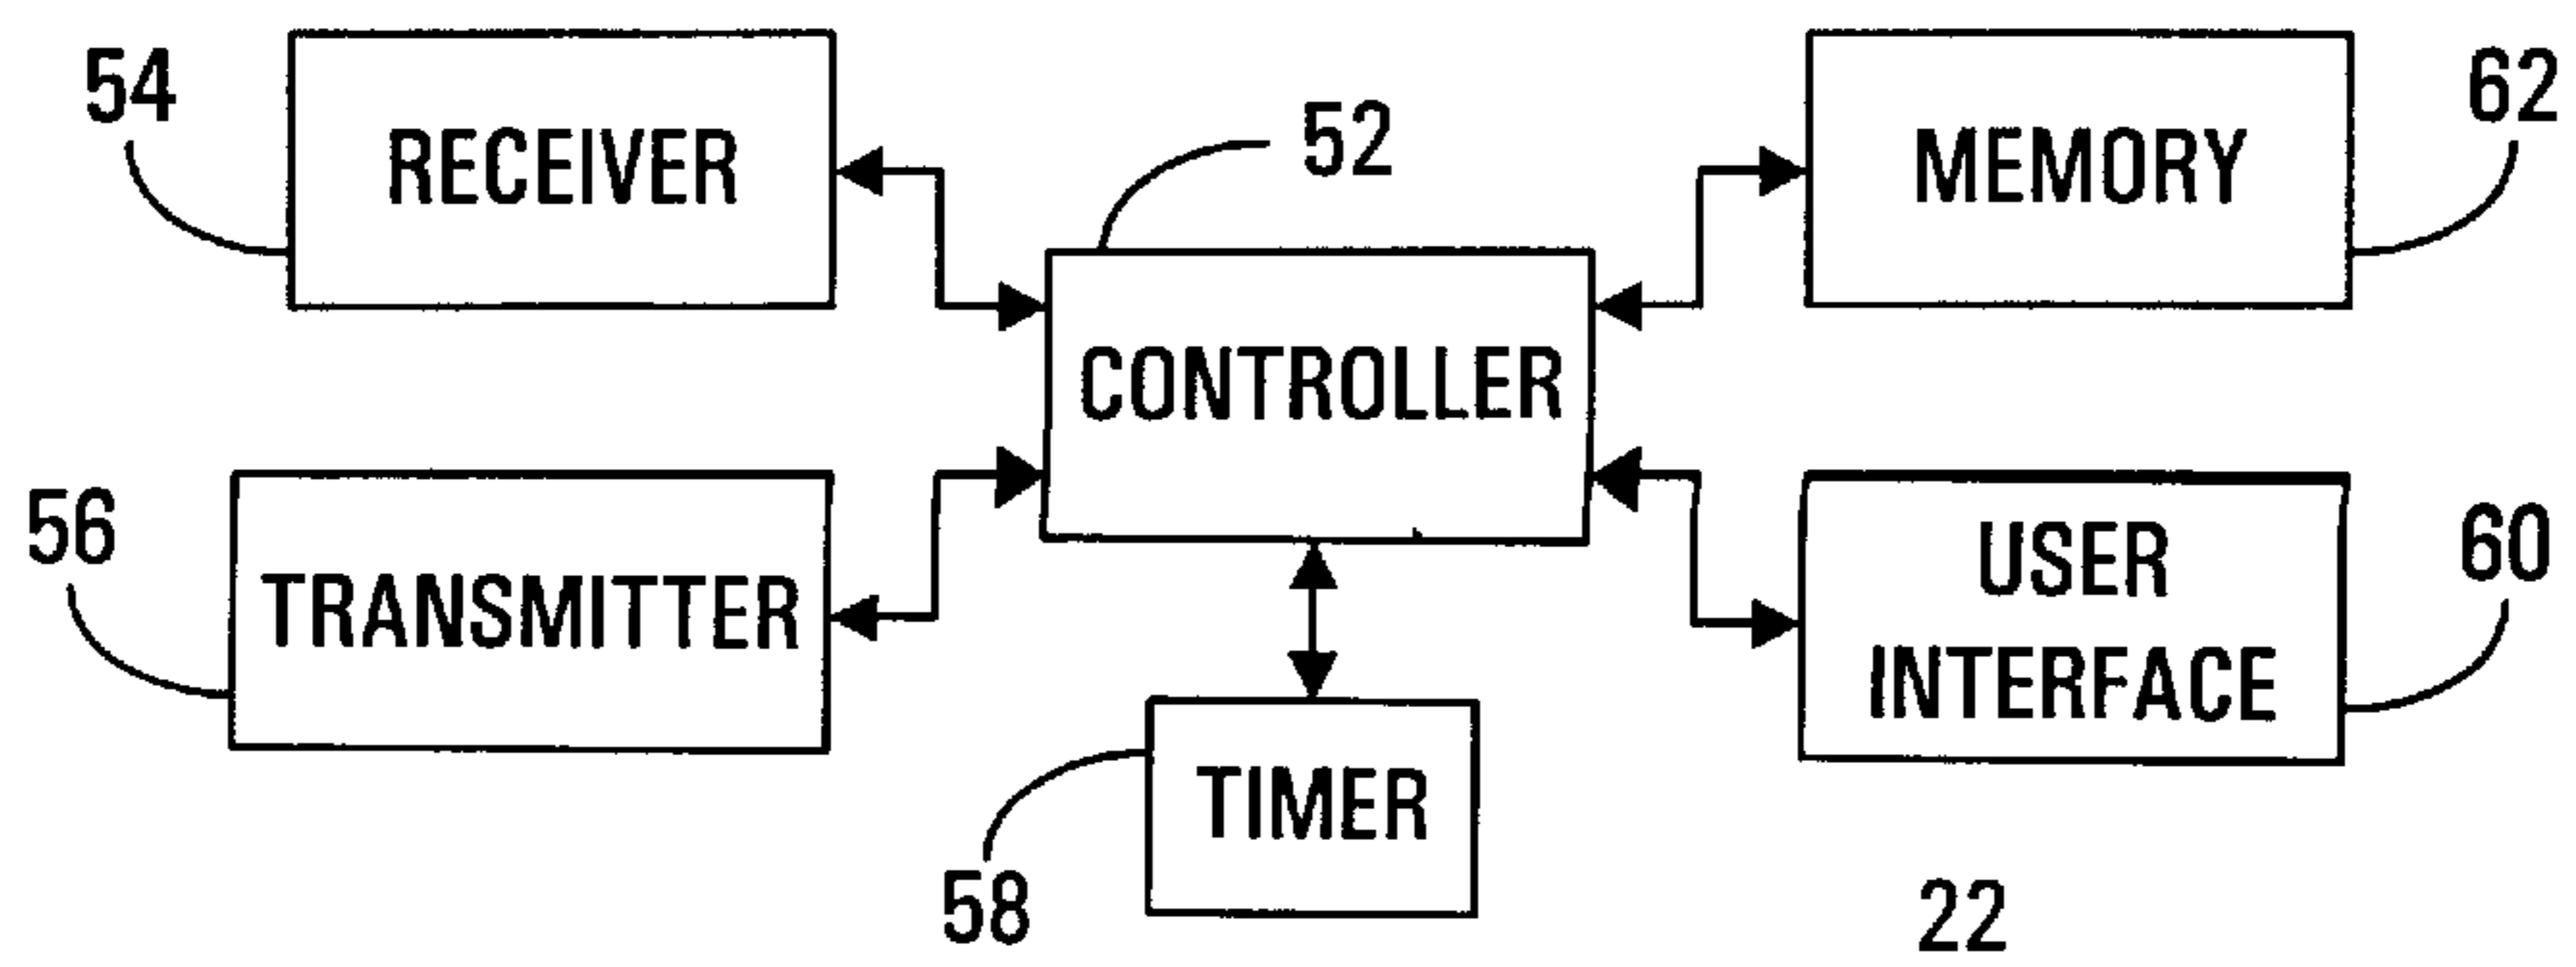 54
RECEIVER
52
MEMORY
62
CONTROLLER
56
TRANSMITTER
USER
INTERFACE
60
TIMER
58
22